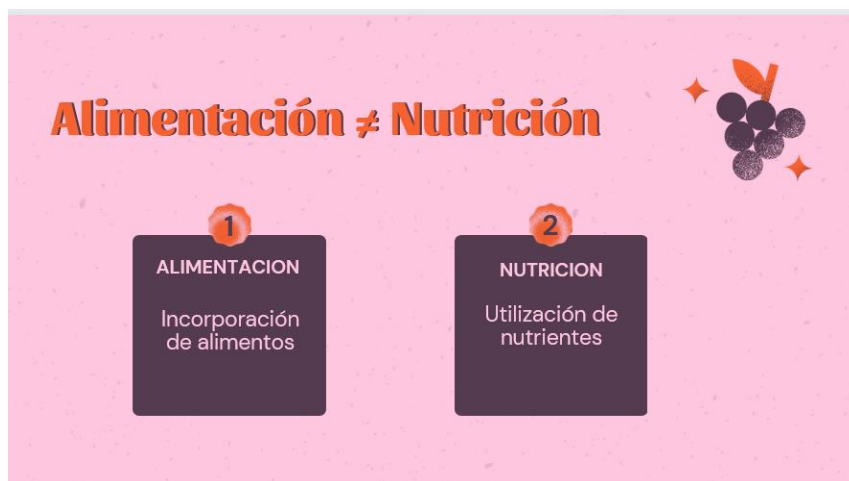 Alimentación ≠ Nutrición
1
ALIMENTACION
Incorporación
de alimentos
2
NUTRICION
Utilización de
nutrientes